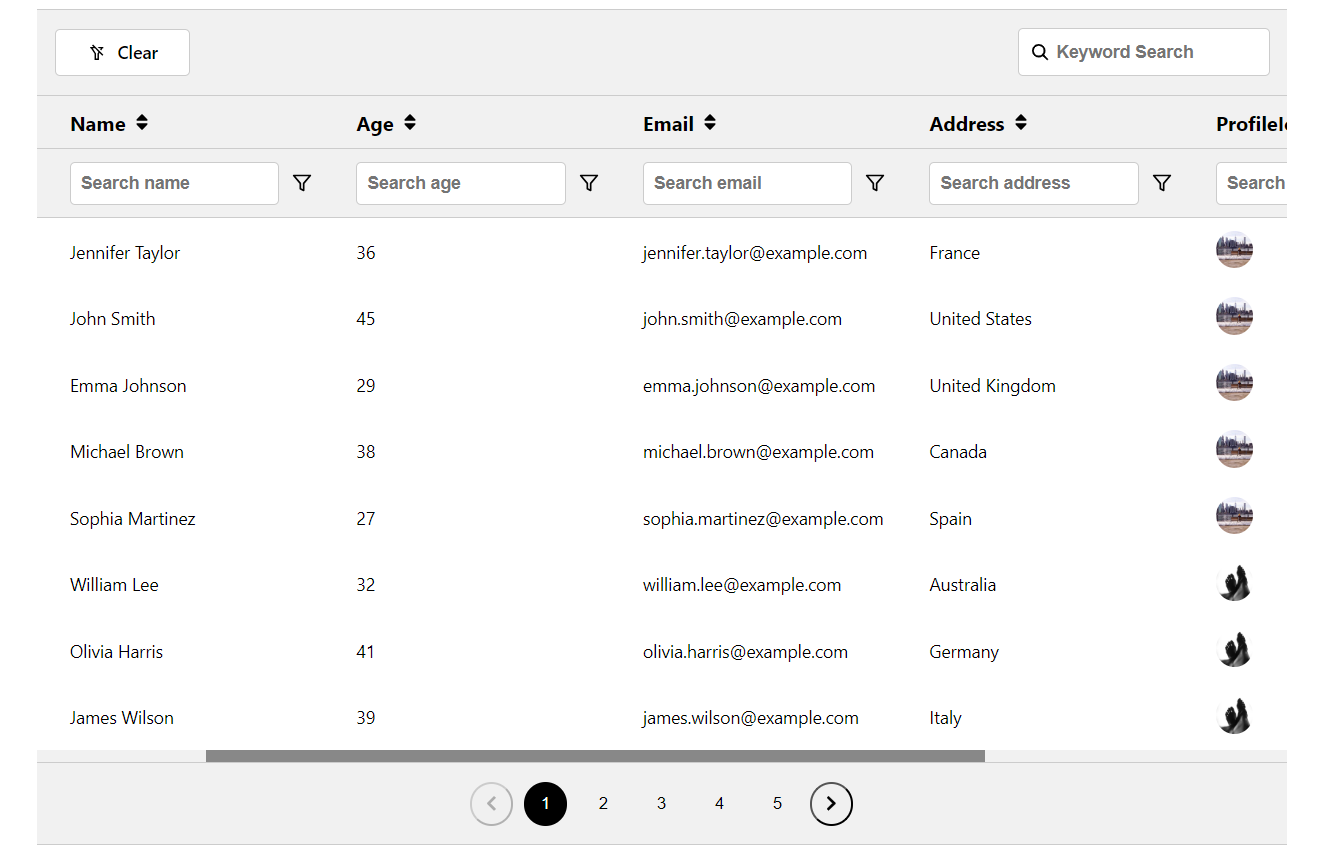 Clear Keyword Search
Name Age Email Address ProfileI
Search name Search age Search email Search address Search
Jennifer Taylor 36 jennifer.taylor@example.com France
John Smith 45 john.smith@example.com United States
Emma Johnson 29 emma.johnson@example.com United Kingdom
Michael Brown 38 michael.brown@example.com Canada
Sophia Martinez 27 sophia.martinez@example.com Spain
William Lee 32 william.lee@example.com Australia
Olivia Harris 41 olivia.harris@example.com Germany
James Wilson 39 james.wilson@example.com Italy
1 2 3 4 5